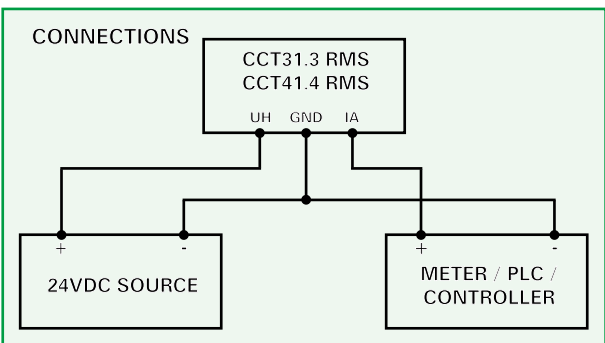 CONNECTIONS
CCT31.3 RMS
CCT41.4 RMS
UH GND IA
+ -
24VDC SOURCE
+ -
METER / PLC /
CONTROLLER